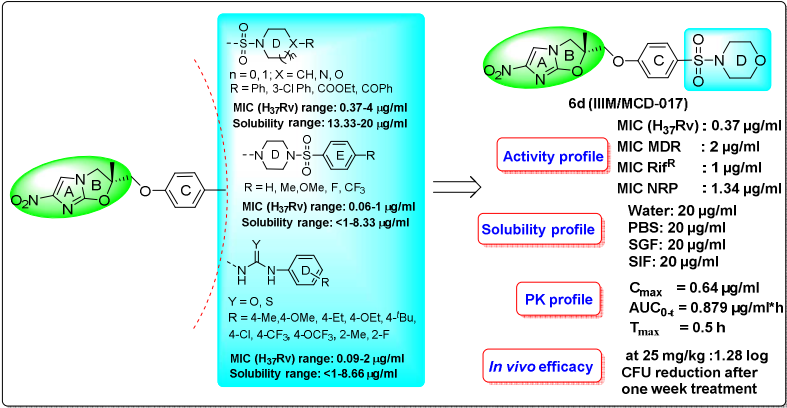 O₂N A B N N O O C
O
S N X-R
O
D
( )n
n = 0, 1; X = CH, N, O
R = Ph, 3-Cl Ph, COOEt, COPh
MIC (H₃₇Rv) range: 0.37-4 µg/ml
Solubility range: 13.33-20 µg/ml
N D N-S E R
O O
R = H, Me,OMe, F, CF₃
MIC (H₃₇Rv) range: 0.06-1 µg/ml
Solubility range: <1-8.33 µg/ml
Y
N N D R
H H
Y = O, S
R = 4-Me,4-OMe, 4-Et, 4-OEt, 4-ᵗBu,
4-Cl, 4-CF₃, 4-OCF₃, 2-Me, 2-F
MIC (H₃₇Rv) range: 0.09-2 µg/ml
Solubility range: <1-8.66 µg/ml
O₂N A B N N O O C O S O N D O
6d (IIIM/MCD-017)
Activity profile
MIC (H₃₇Rv) : 0.37 µg/ml
MIC MDR : 2 µg/ml
MIC Rifᴿ : 1 µg/ml
MIC NRP : 1.34 µg/ml
Solubility profile
Water: 20 µg/ml
PBS: 20 µg/ml
SGF: 20 µg/ml
SIF: 20 µg/ml
PK profile
Cmax = 0.64 µg/ml
AUC₀₋t = 0.879 µg/ml*h
Tmax = 0.5 h
In vivo efficacy
at 25 mg/kg :1.28 log
CFU reduction after
one week treatment